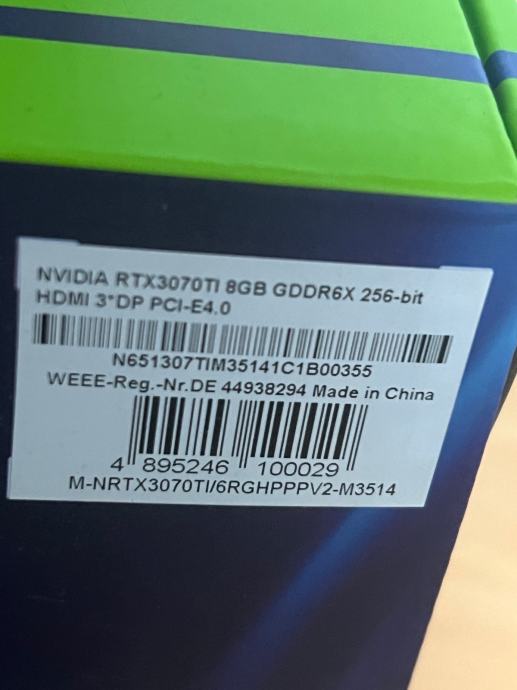 NVIDIA RTX3070TI 8GB GDDR6X 256-bit
HDMI 3*DP PCI-E4.0
N651307TIM35141C1B00355
WEEE-Reg.-Nr.DE 44938294 Made in China
4 895246 100029
M-NRTX3070TI/6RGHPPPV2-M3514